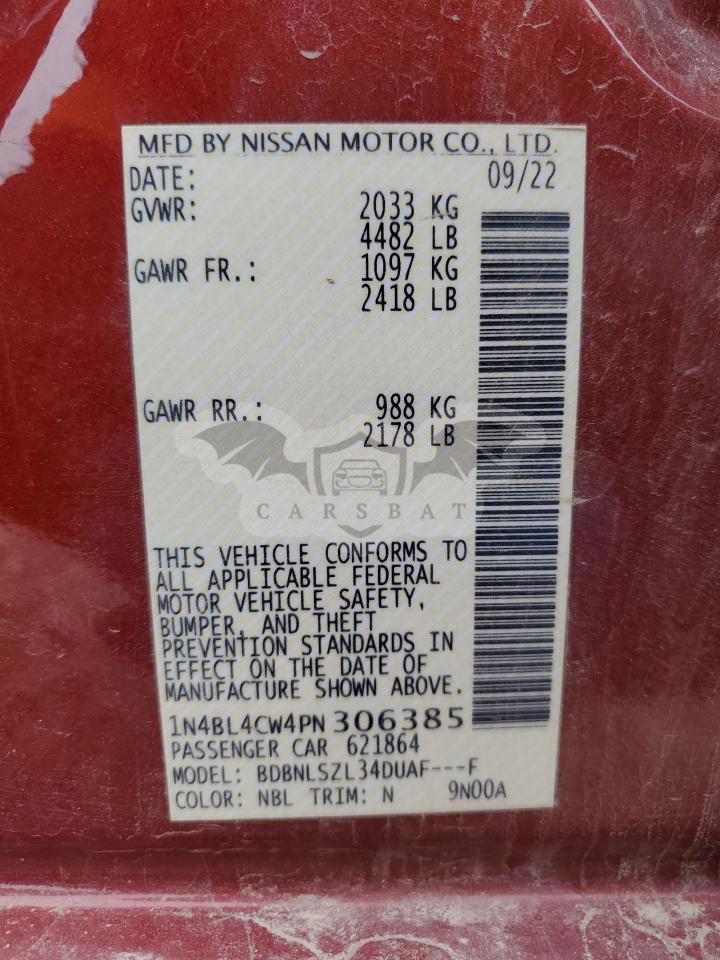 MFD BY NISSAN MOTOR CO., LTD.
DATE: 09/22
GVWR: 2033 KG
4482 LB
GAWR FR.: 1097 KG
2418 LB
GAWR RR.: 988 KG
2178 LB
CARSBAT
THIS VEHICLE CONFORMS TO
ALL APPLICABLE FEDERAL
MOTOR VEHICLE SAFETY,
BUMPER, AND THEFT
PREVENTION STANDARDS IN
EFFECT ON THE DATE OF
MANUFACTURE SHOWN ABOVE.
1N4BL4CW4PN306385
PASSENGER CAR 621864
MODEL: BDBNLSZL34DUAF---F
COLOR: NBL TRIM: N 9N00A